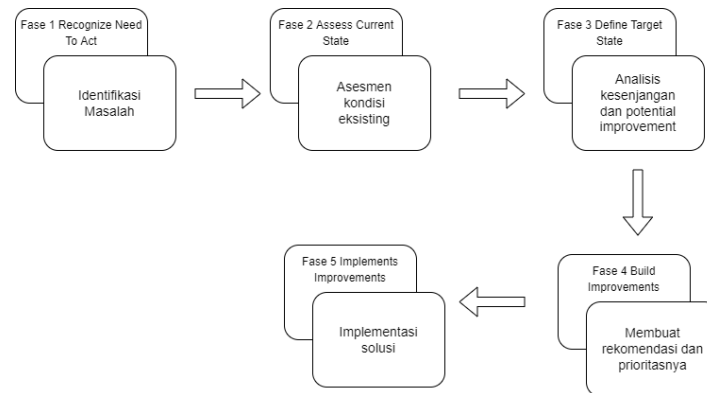 Fase 1 Recognize Need
To Act
Identifikasi
Masalah
Fase 2 Assess Current
State
Asesmen
kondisi
eksisting
Fase 3 Define Target
State
Analisis
kesenjangan
dan potential
improvement
Fase 4 Build
Improvements
Membuat
rekomendasi dan
prioritasnya
Fase 5 Implements
Improvements
Implementasi
solusi